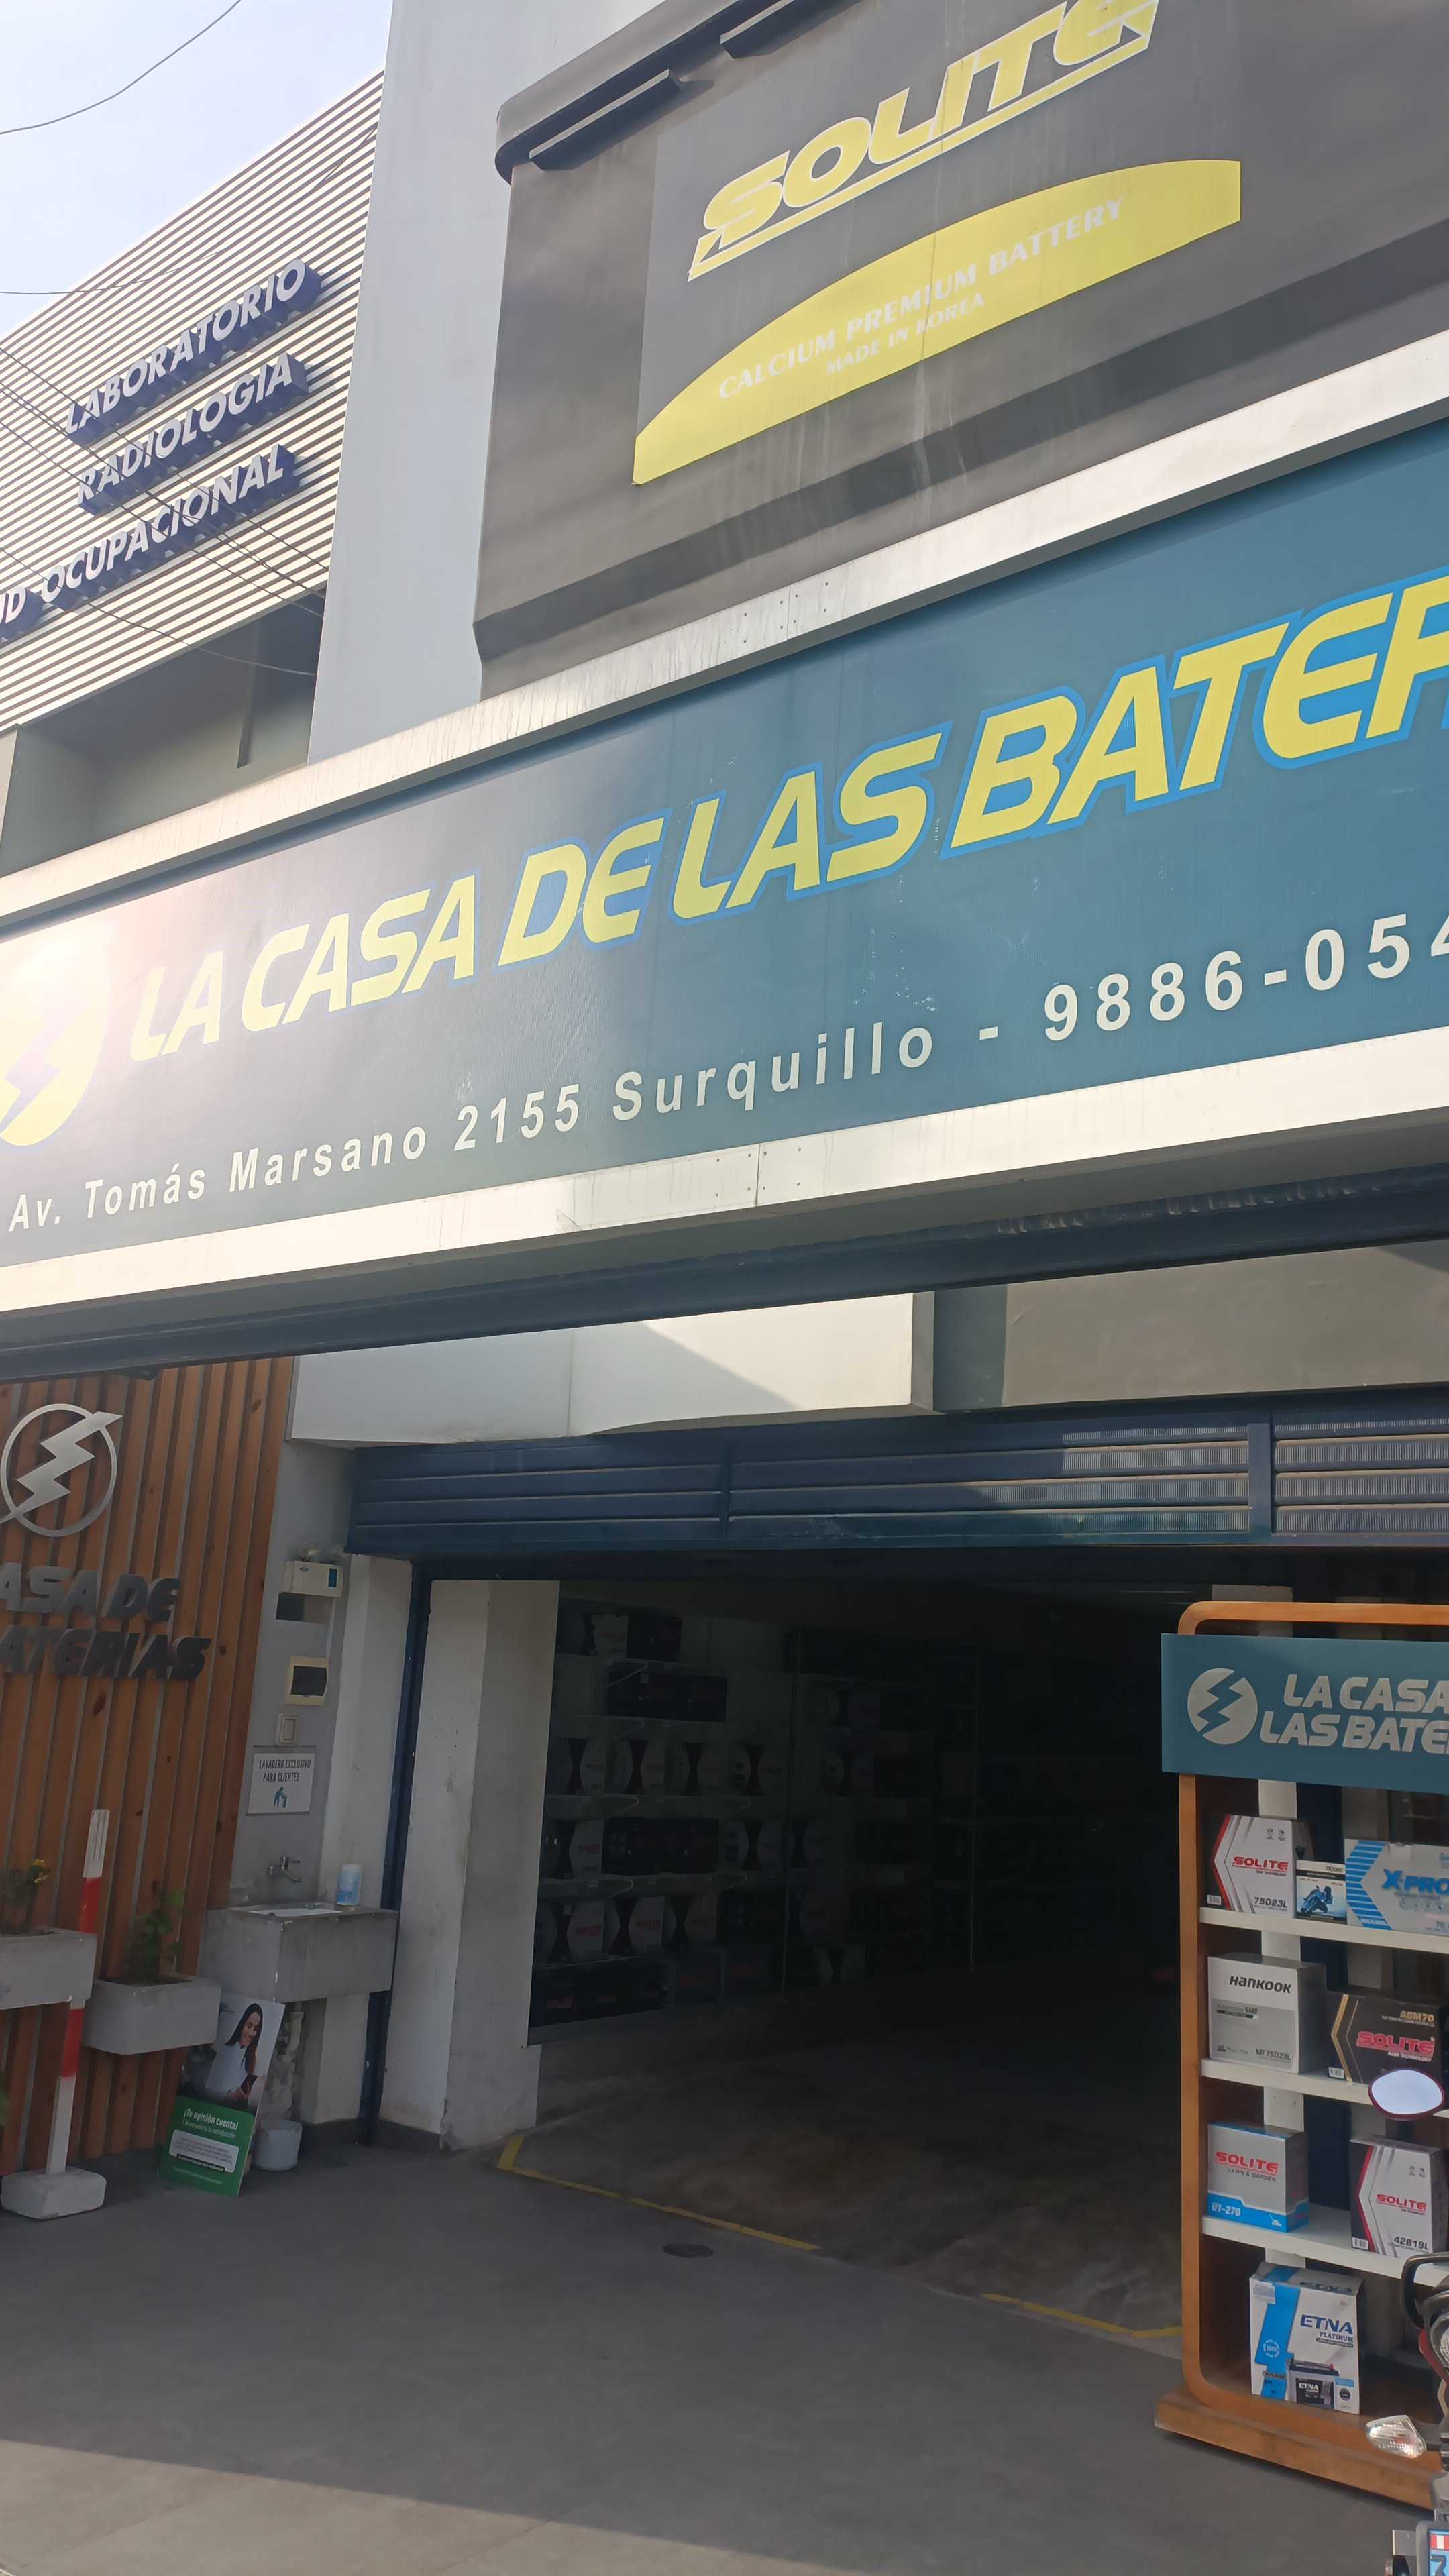 SOLITE
CALCIUM PREMIUM BATTERY
MADE IN KOREA
LABORATORIO
RADIOLOGIA
UD OCUPACIONAL
LA CASA DE LAS BATER
Av. Tomás Marsano 2155 Surquillo - 9886-054
ASA DE
ATERIAS
LAVADERO EXCLUSIVO
PARA CLIENTES
¡Tu opinión cuenta!
LA CASA
LAS BATE
SOLITE
75D23L
X-PRO
HANKOOK
MF75D23L
AGM70
SOLITE
SOLITE
LAWN & GARDEN
U1-270
SOLITE
42B19L
ETNA
PLATINUM
ETNA